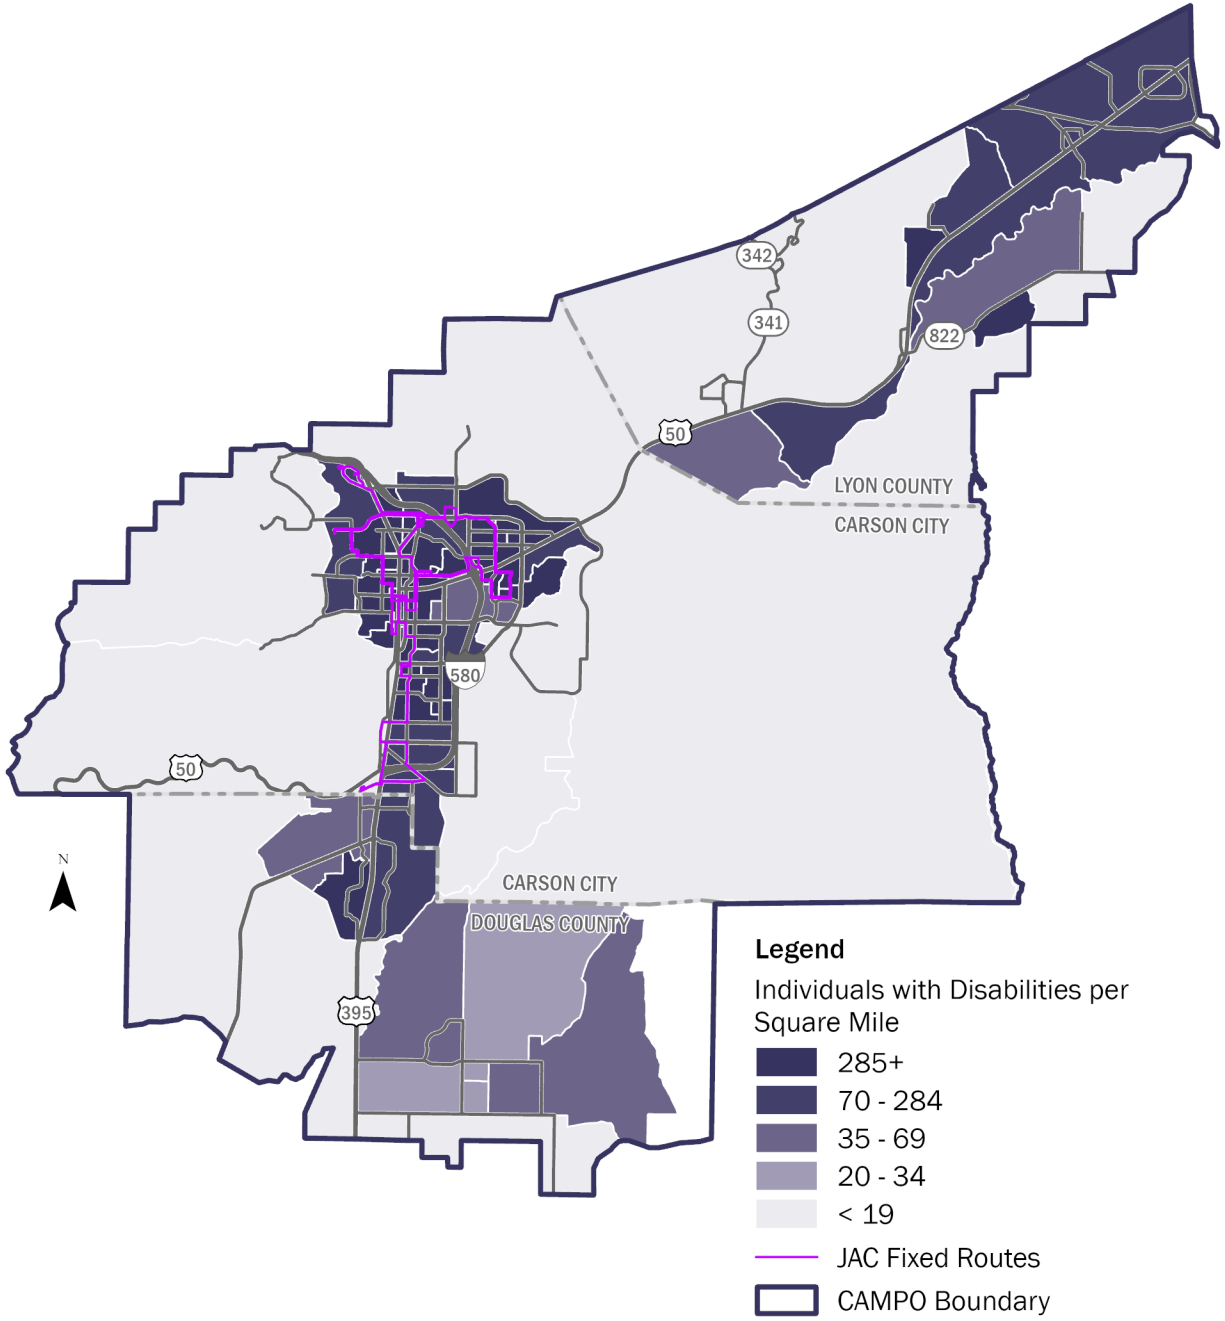 342
341
822
50
LYON COUNTY
CARSON CITY
580
50
N
CARSON CITY
DOUGLAS COUNTY
395
Legend
Individuals with Disabilities per
Square Mile
285+
70 - 284
35 - 69
20 - 34
< 19
JAC Fixed Routes
CAMPO Boundary